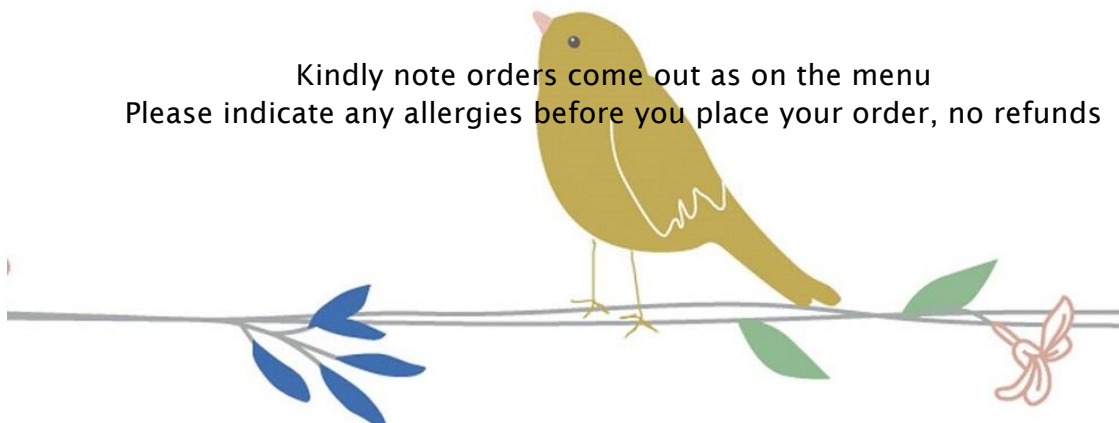 Kindly note orders come out as on the menu
Please indicate any allergies before you place your order, no refunds